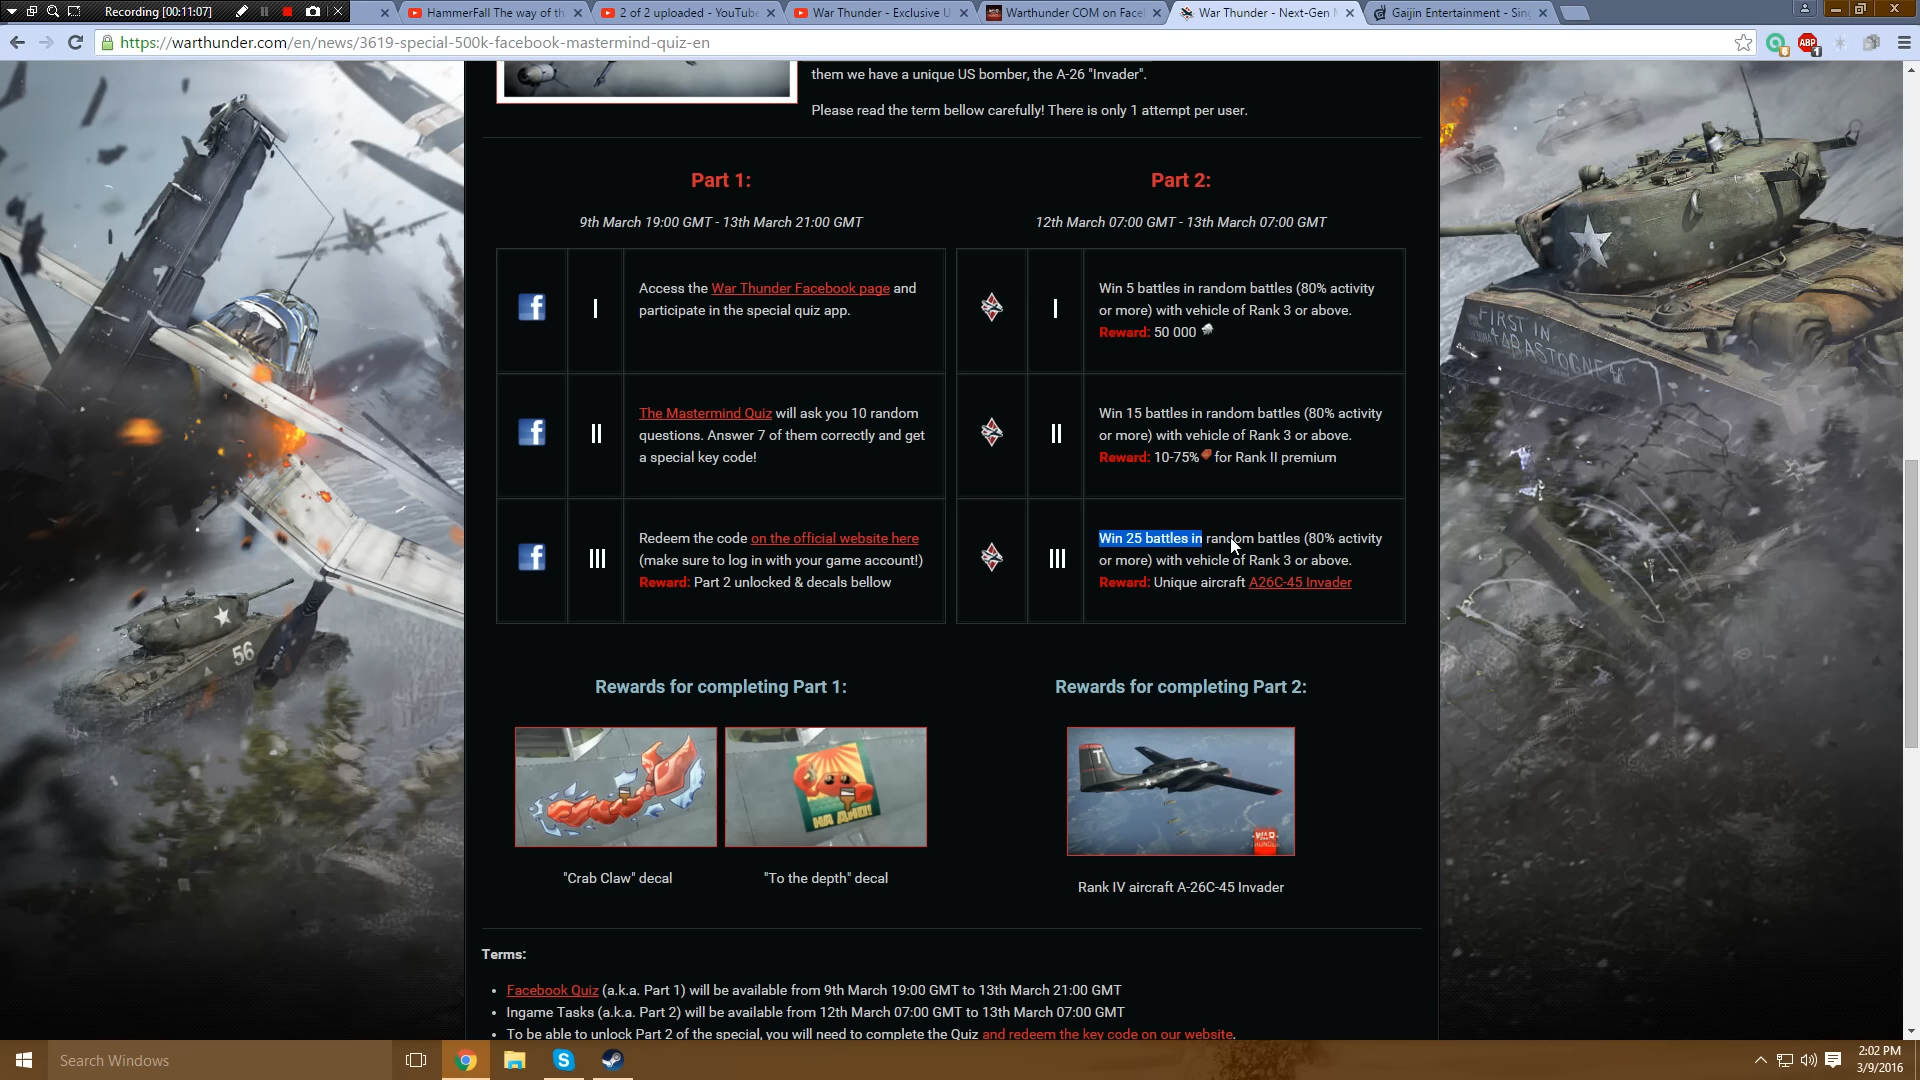 Recording [00:11:07]
HammerFall The way of th
2 of 2 uploaded - YouTube
War Thunder - Exclusive U
Warthunder COM on Face
War Thunder - Next-Gen M
Gaijin Entertainment - Sing
https://warthunder.com/en/news/3619-special-500k-facebook-mastermind-quiz-en
ABP
them we have a unique US bomber, the A-26 "Invader".
Please read the term bellow carefully! There is only 1 attempt per user.
Part 1:
9th March 19:00 GMT - 13th March 21:00 GMT
I
Access the War Thunder Facebook page and
participate in the special quiz app.
II
The Mastermind Quiz will ask you 10 random
questions. Answer 7 of them correctly and get
a special key code!
III
Redeem the code on the official website here
(make sure to log in with your game account!)
Reward: Part 2 unlocked & decals bellow
Part 2:
12th March 07:00 GMT - 13th March 07:00 GMT
I
Win 5 battles in random battles (80% activity
or more) with vehicle of Rank 3 or above.
Reward: 50 000
II
Win 15 battles in random battles (80% activity
or more) with vehicle of Rank 3 or above.
Reward: 10-75% for Rank II premium
III
Win 25 battles in random battles (80% activity
or more) with vehicle of Rank 3 or above.
Reward: Unique aircraft A26C-45 Invader
Rewards for completing Part 1:
НА ДНО!
"Crab Claw" decal
"To the depth" decal
Rewards for completing Part 2:
T
WAR
THUNDER
Rank IV aircraft A-26C-45 Invader
Terms:
• Facebook Quiz (a.k.a. Part 1) will be available from 9th March 19:00 GMT to 13th March 21:00 GMT
• Ingame Tasks (a.k.a. Part 2) will be available from 12th March 07:00 GMT to 13th March 07:00 GMT
• To be able to unlock Part 2 of the special, you will need to complete the Quiz and redeem the key code on our website.
56
FIRST IN
BASTOGNE
Search Windows
2:02 PM
3/9/2016